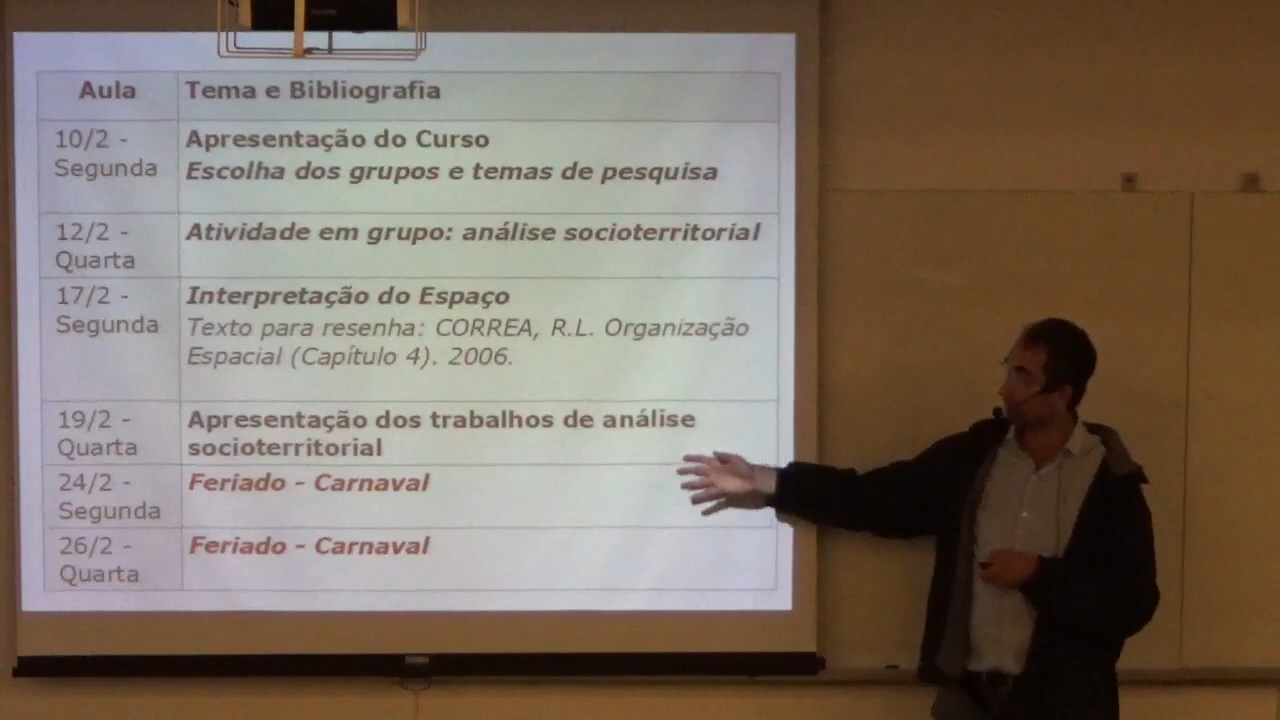 Aula Tema e Bibliografia
10/2 - Apresentação do Curso
Segunda Escolha dos grupos e temas de pesquisa
12/2 - Atividade em grupo: análise socioterritorial
Quarta
17/2 - Interpretação do Espaço
Segunda Texto para resenha: CORREA, R.L. Organização
Espacial (Capítulo 4). 2006.
19/2 - Apresentação dos trabalhos de análise
Quarta socioterritorial
24/2 - Feriado - Carnaval
Segunda
26/2 - Feriado - Carnaval
Quarta